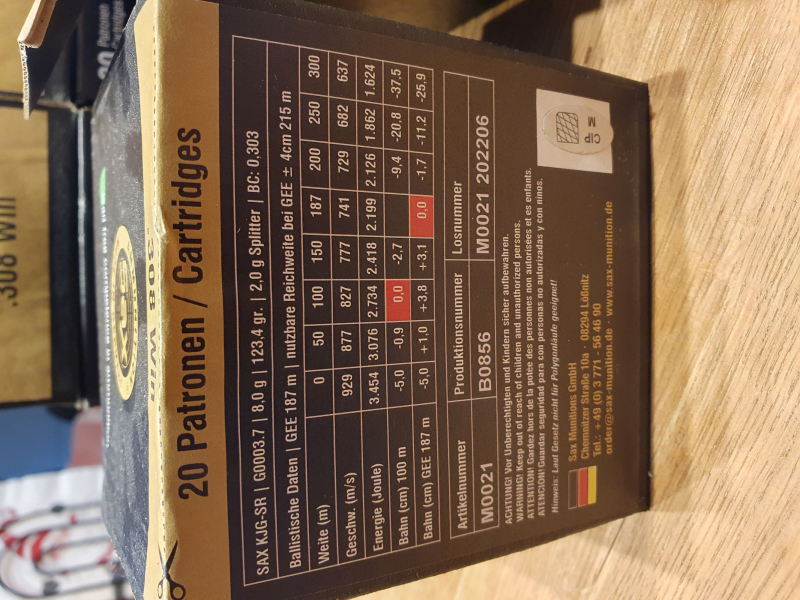 .308 Win
20 Patronen
.308 Win
SAX
20 Patronen / Cartridges
SAX KJG-SR | G0003.7 | 8,0 g | 123,4 gr. | 2,0 g Splitter | BC: 0,303
Ballistische Daten | GEE 187 m | nutzbare Reichweite bei GEE ± 4cm 215 m
Weite (m) 0 50 100 150 187 200 250 300
Geschw. (m/s) 929 877 827 777 741 729 682 637
Energie (Joule) 3.454 3.076 2.734 2.418 2.199 2.126 1.862 1.624
Bahn (cm) 100 m -5,0 -0,9 0,0 -2,7 -9,4 -20,8 -37,5
Bahn (cm) GEE 187 m -5,0 +1,0 +3,8 +3,1 0,0 -1,7 -11,2 -25,9
Artikelnummer Produktionsnummer Losnummer
M0021 B0856 M0021 202206
ACHTUNG! Vor Unberechtigten und Kindern sicher aufbewahren.
WARNING! Keep out of reach of children and unauthorized persons.
ATTENTION! Gardez hors de la potée des personnes non autorisées et es enfants.
ATENCION! Guardar seguridad para con personas no autorizadas y con ninos.
Hinweis: Laut Gesetz nicht für Polygonläufe geeignet!
Sax Munitions GmbH
Chemnitzer Straße 10a · 08294 Lößnitz
Tel.: +49 (0) 3 771 - 56 46 90
order@sax-munition.de · www.sax-munition.de
CIP
M